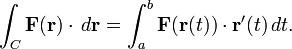 ∫_C F(r) · dr = ∫_a^b F(r(t)) · r′(t) dt.